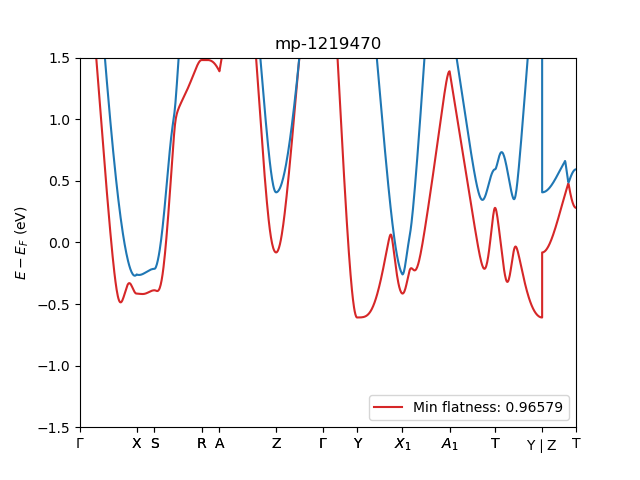 mp-1219470
E − E_F (eV)
1.5
1.0
0.5
0.0
−0.5
−1.0
−1.5
Min flatness: 0.96579
Γ X S R A Z Γ Y X₁ A₁ T Y | Z T